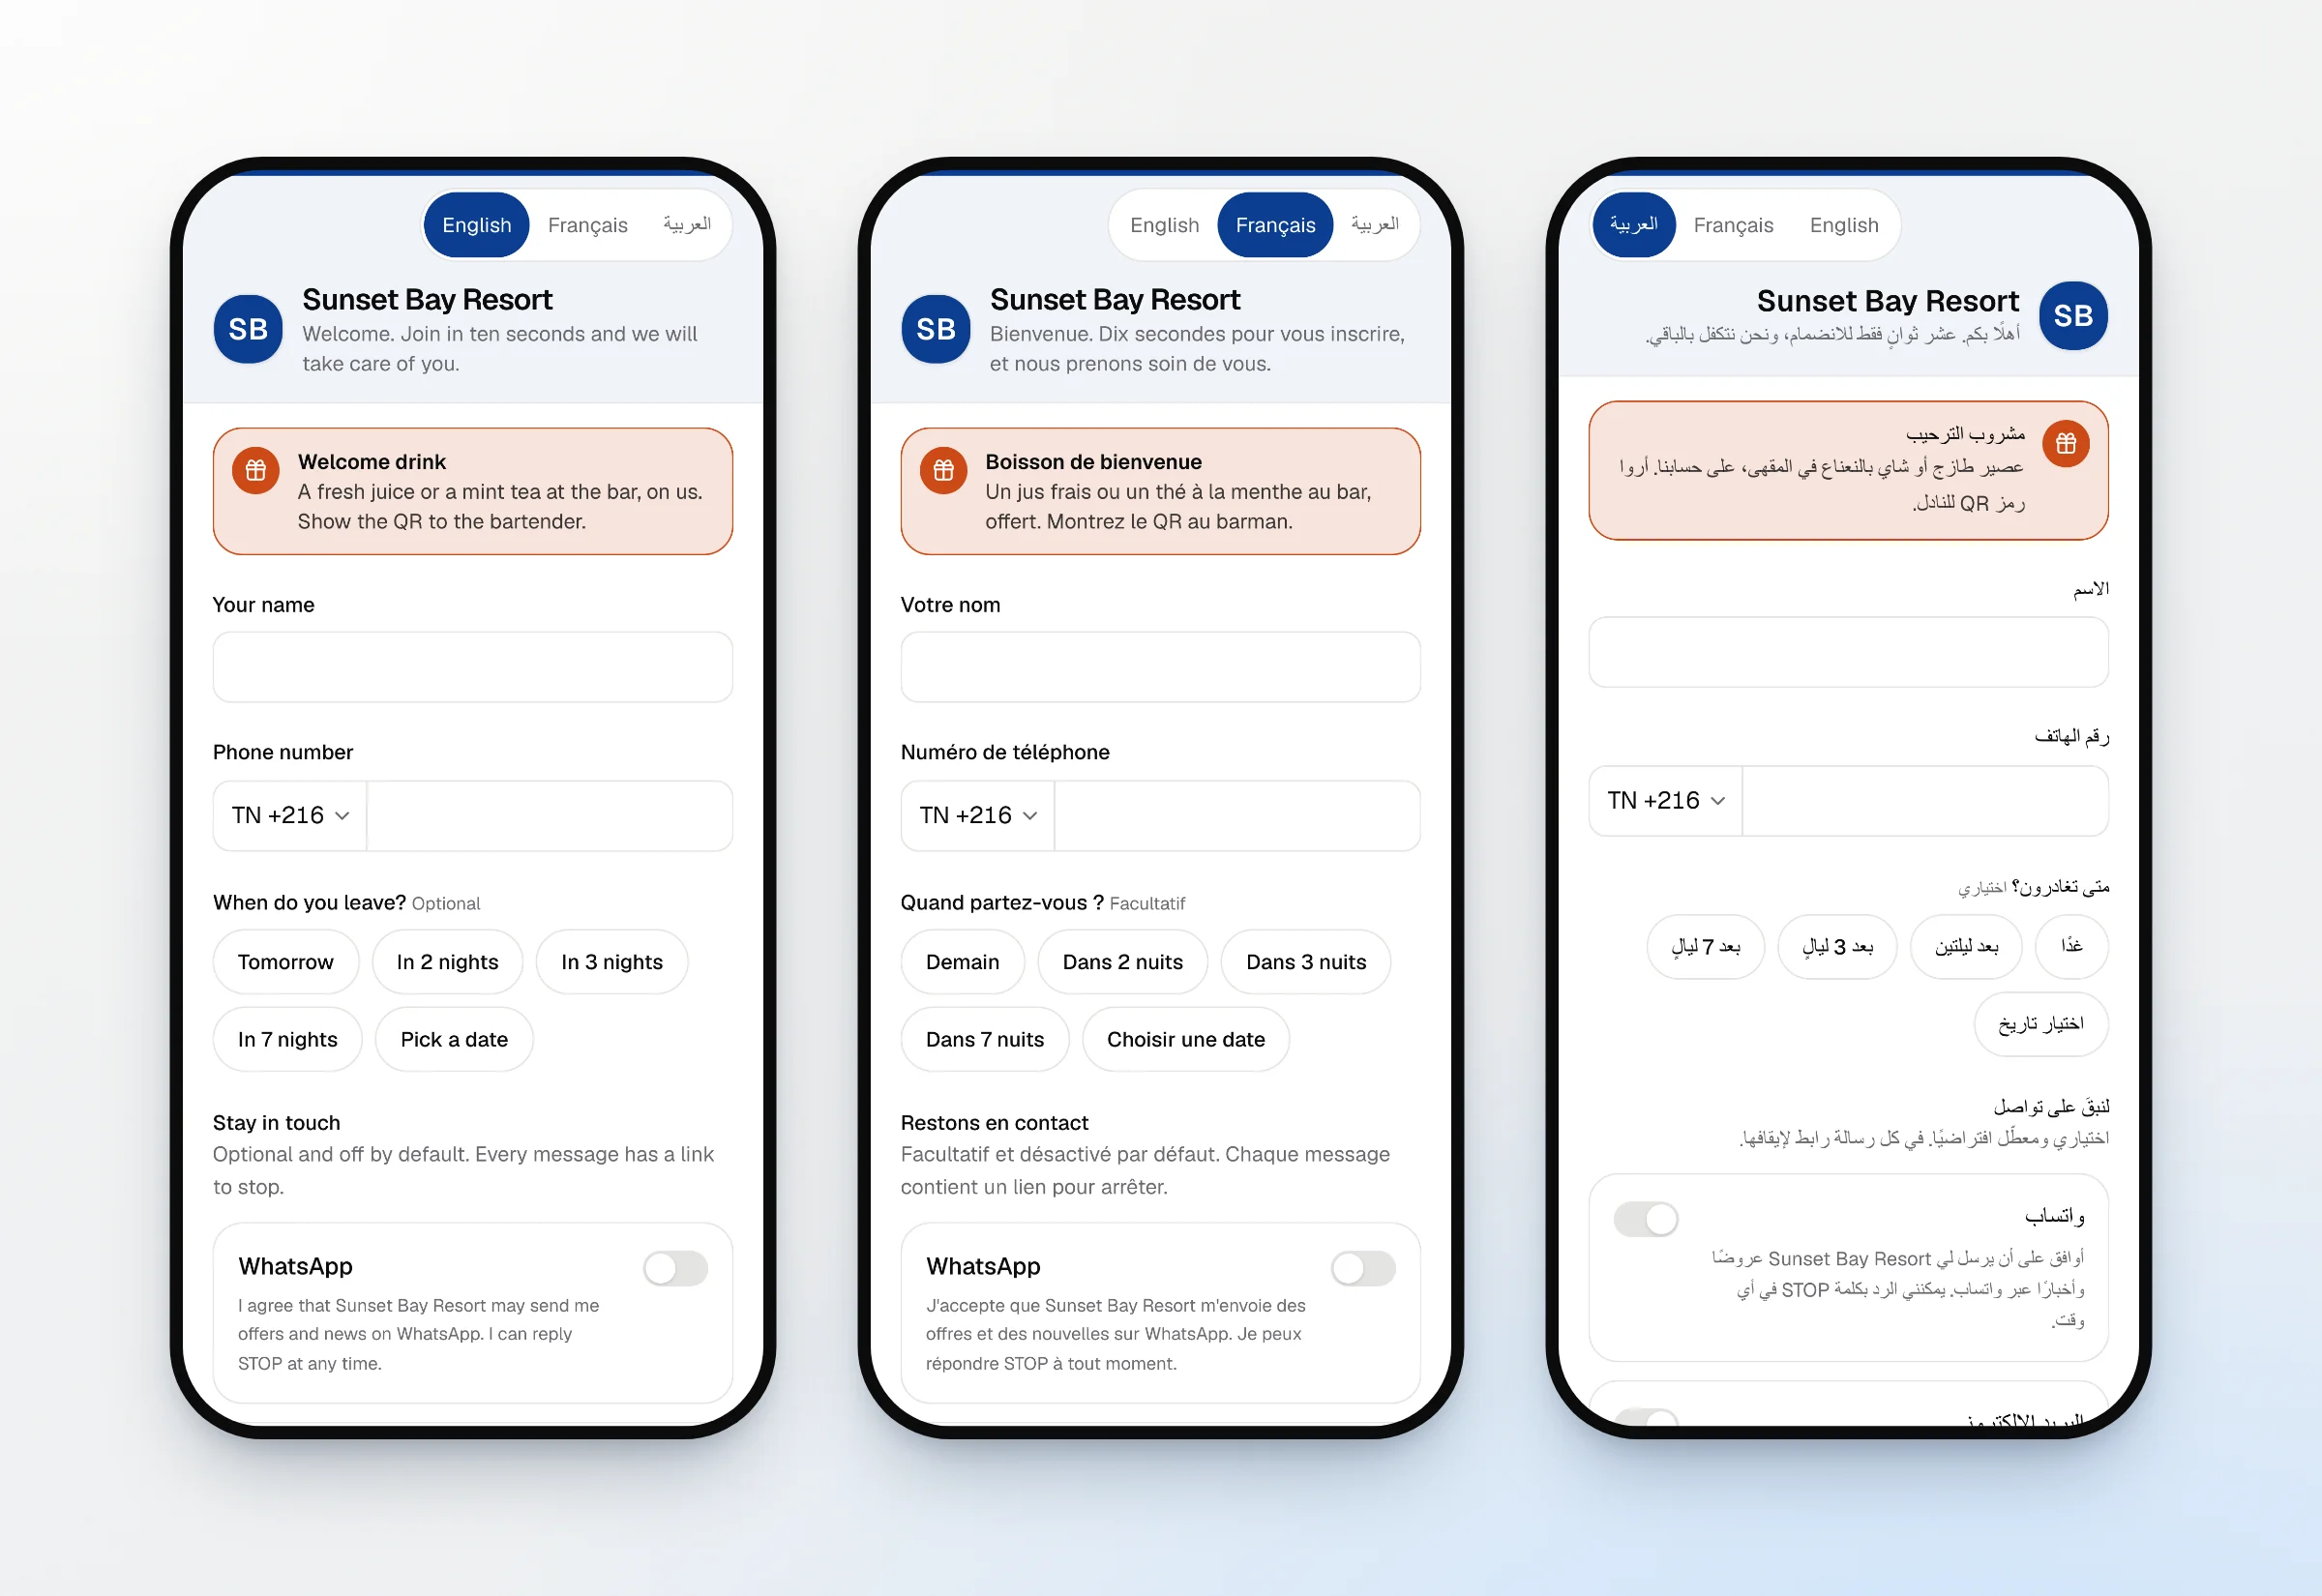 English Français العربية
SB
Sunset Bay Resort
Welcome. Join in ten seconds and we will
take care of you.
Welcome drink
A fresh juice or a mint tea at the bar, on us.
Show the QR to the bartender.
Your name
Phone number
TN +216
When do you leave? Optional
Tomorrow In 2 nights In 3 nights
In 7 nights Pick a date
Stay in touch
Optional and off by default. Every message has a link
to stop.
WhatsApp
I agree that Sunset Bay Resort may send me
offers and news on WhatsApp. I can reply
STOP at any time.
English Français العربية
SB
Sunset Bay Resort
Bienvenue. Dix secondes pour vous inscrire,
et nous prenons soin de vous.
Boisson de bienvenue
Un jus frais ou un thé à la menthe au bar,
offert. Montrez le QR au barman.
Votre nom
Numéro de téléphone
TN +216
Quand partez-vous ? Facultatif
Demain Dans 2 nuits Dans 3 nuits
Dans 7 nuits Choisir une date
Restons en contact
Facultatif et désactivé par défaut. Chaque message
contient un lien pour arrêter.
WhatsApp
J'accepte que Sunset Bay Resort m'envoie des
offres et des nouvelles sur WhatsApp. Je peux
répondre STOP à tout moment.
العربية Français English
SB
Sunset Bay Resort
أهلًا بكم. عشر ثوانٍ فقط للانضمام، ونحن نتكفل بالباقي.
مشروب الترحيب
عصير طازج أو شاي بالنعناع في المقهى، على حسابنا. أروا
رمز QR للنادل.
الاسم
رقم الهاتف
TN +216
متى تغادرون؟ اختياري
غدًا بعد ليلتين بعد 3 ليالٍ بعد 7 ليالٍ
اختيار تاريخ
لنبقَ على تواصل
اختياري ومعطّل افتراضيًا. في كل رسالة رابط لإيقافها.
واتساب
أوافق على أن يرسل لي Sunset Bay Resort عروضًا
وأخبارًا عبر واتساب. يمكنني الرد بكلمة STOP في أي
وقت.
البريد الإلكتروني